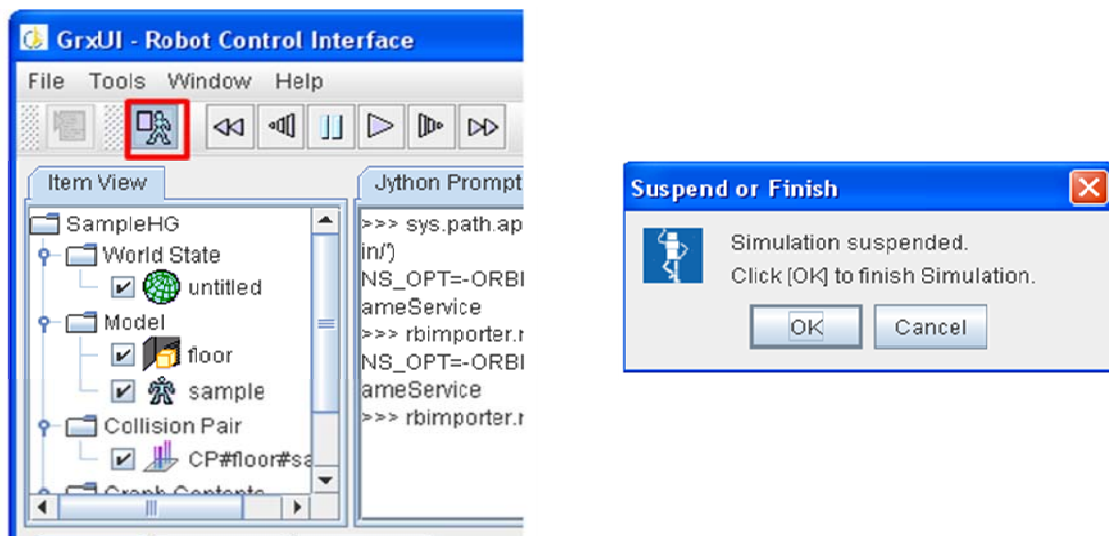 GrxUI - Robot Control Interface
File Tools Window Help
Item View
SampleHG
World State
untitled
Model
floor
sample
Collision Pair
CP#floor#sa
Graph Contents
Jython Prompt
>>> sys.path.ap
in/')
NS_OPT=-ORBI
ameService
>>> rbimporter.r
NS_OPT=-ORBI
ameService
>>> rbimporter.r
Suspend or Finish
Simulation suspended.
Click [OK] to finish Simulation.
OK
Cancel